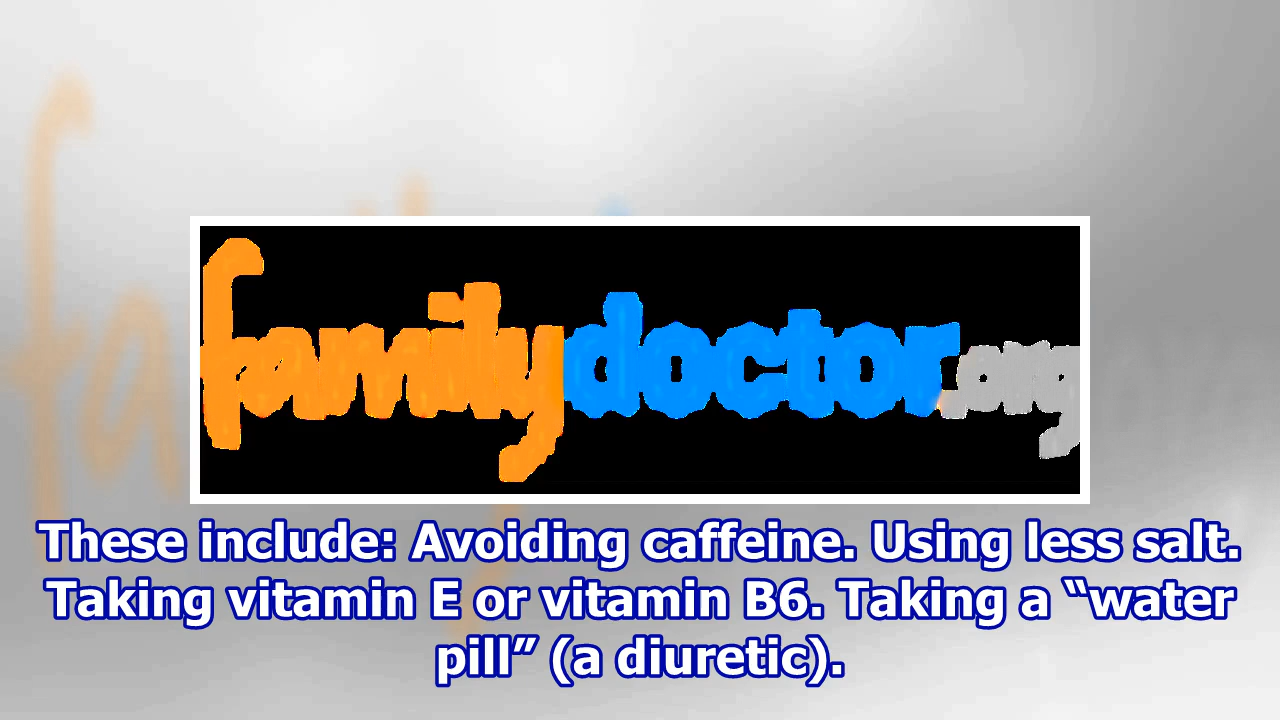 familydoctor.org
These include: Avoiding caffeine. Using less salt.
Taking vitamin E or vitamin B6. Taking a “water
pill” (a diuretic).